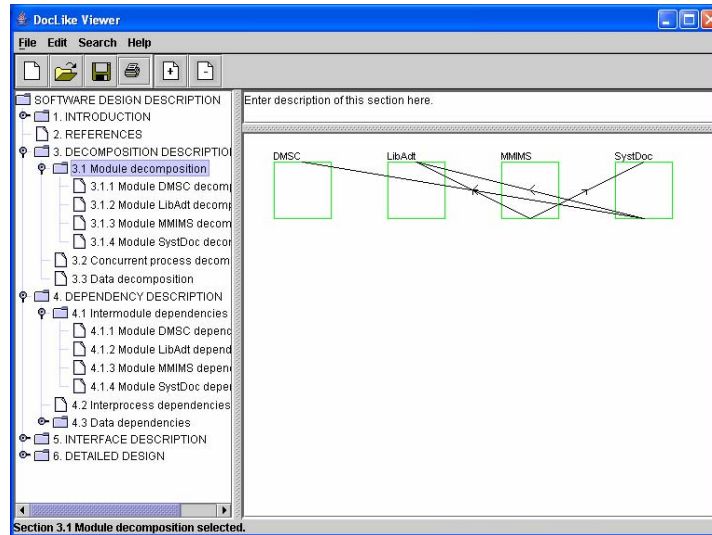 DocLike Viewer
File Edit Search Help
SOFTWARE DESIGN DESCRIPTION
1. INTRODUCTION
2. REFERENCES
3. DECOMPOSITION DESCRIPTIO
3.1 Module decomposition
3.1.1 Module DMSC decom
3.1.2 Module LibAdt decomp
3.1.3 Module MMIMS decom
3.1.4 Module SystDoc decor
3.2 Concurrent process decom
3.3 Data decomposition
4. DEPENDENCY DESCRIPTION
4.1 Intermodule dependencies
4.1.1 Module DMSC depenc
4.1.2 Module LibAdt depend
4.1.3 Module MMIMS depen
4.1.4 Module SystDoc deper
4.2 Interprocess dependencies
4.3 Data dependencies
5. INTERFACE DESCRIPTION
6. DETAILED DESIGN
Enter description of this section here.
DMSC LibAdt MMIMS SystDoc
Section 3.1 Module decomposition selected.